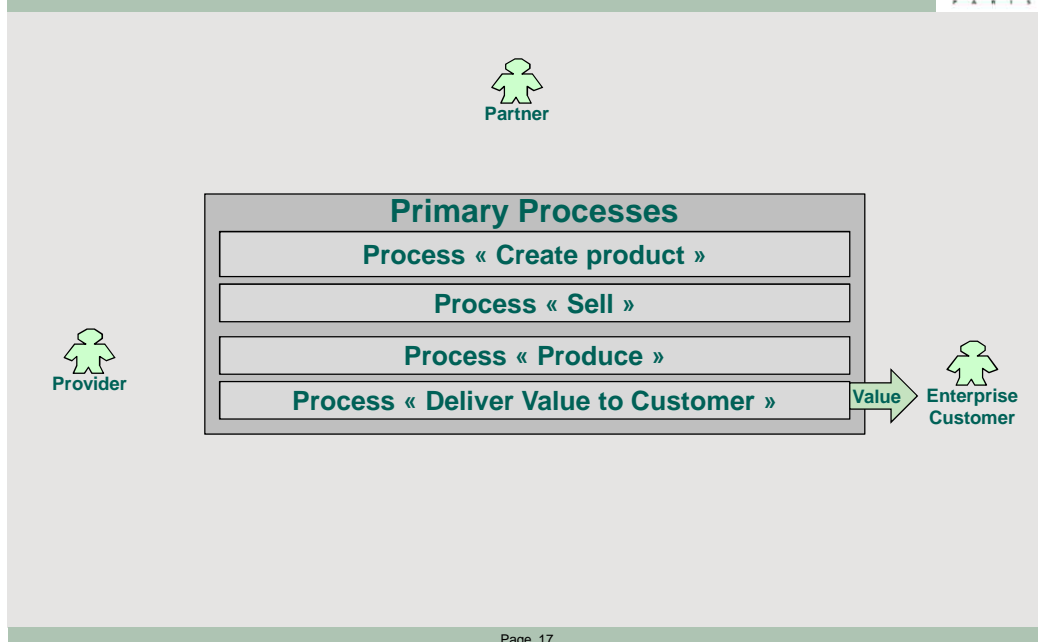 P A R I S
Partner
Primary Processes
Process « Create product »
Process « Sell »
Process « Produce »
Provider
Process « Deliver Value to Customer »
Value
Enterprise
Customer
Page 17